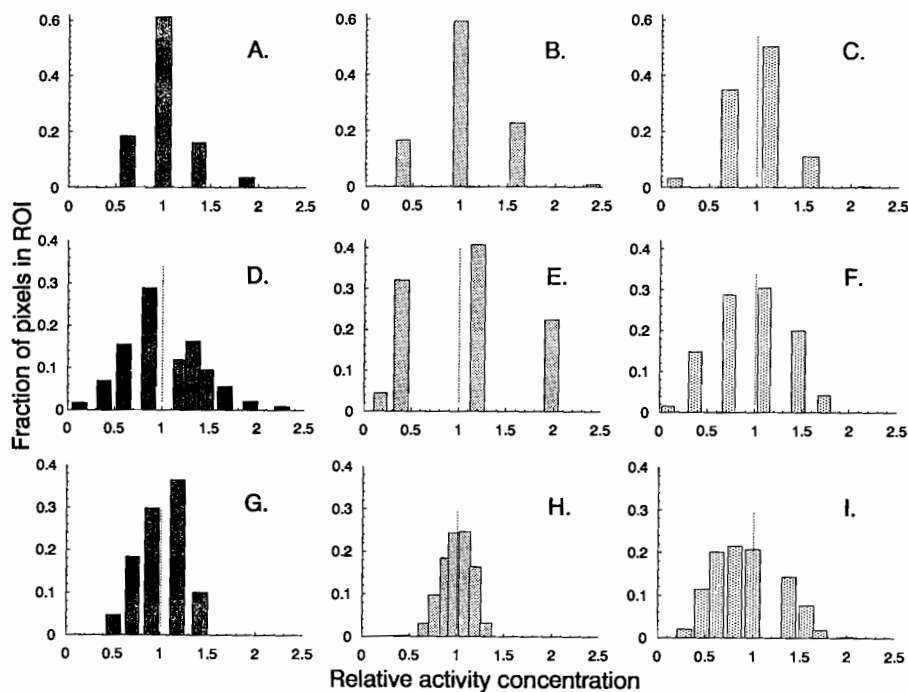 0.6 0.4 0.2 0 A. 0 0.5 1 1.5 2 2.5
0.6 0.4 0.2 0 B. 0 0.5 1 1.5 2 2.5
0.6 0.4 0.2 0 C. 0 0.5 1 1.5 2 2.5
Fraction of pixels in ROI
0.4 0.3 0.2 0.1 0 D. 0 0.5 1 1.5 2 2.5
0.4 0.3 0.2 0.1 0 E. 0 0.5 1 1.5 2 2.5
0.4 0.3 0.2 0.1 0 F. 0 0.5 1 1.5 2 2.5
0.4 0.3 0.2 0.1 0 G. 0 0.5 1 1.5 2 2.5
0.4 0.3 0.2 0.1 0 H. 0 0.5 1 1.5 2 2.5
0.4 0.3 0.2 0.1 0 I. 0 0.5 1 1.5 2 2.5
Relative activity concentration